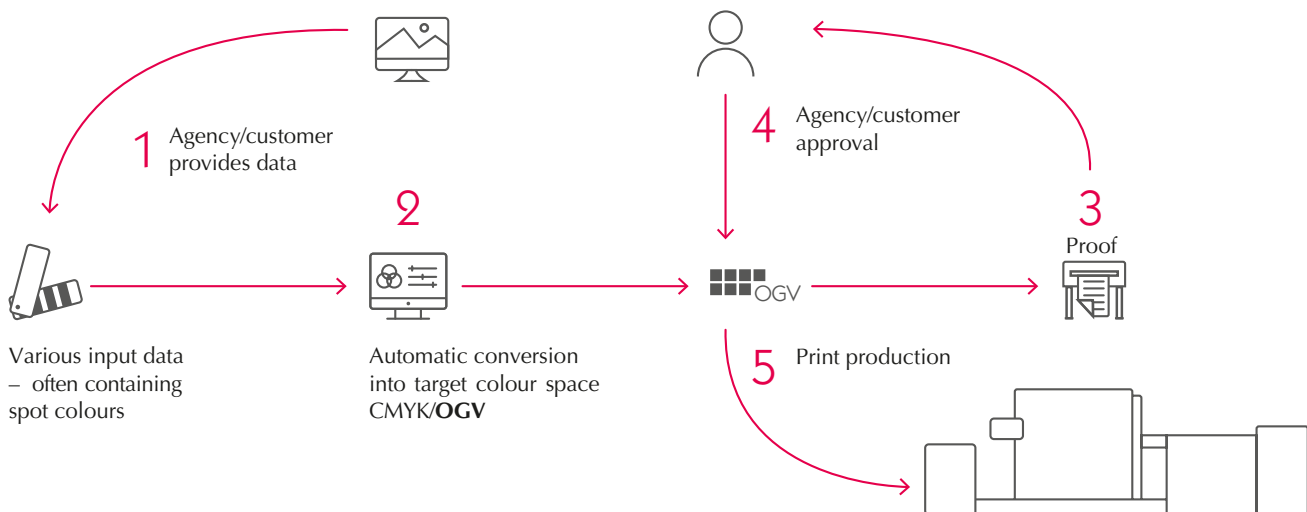 1
Agency/customer
provides data
4
Agency/customer
approval
2
3
Proof
OGV
Various input data
– often containing
spot colours
Automatic conversion
into target colour space
CMYK/OGV
5
Print production